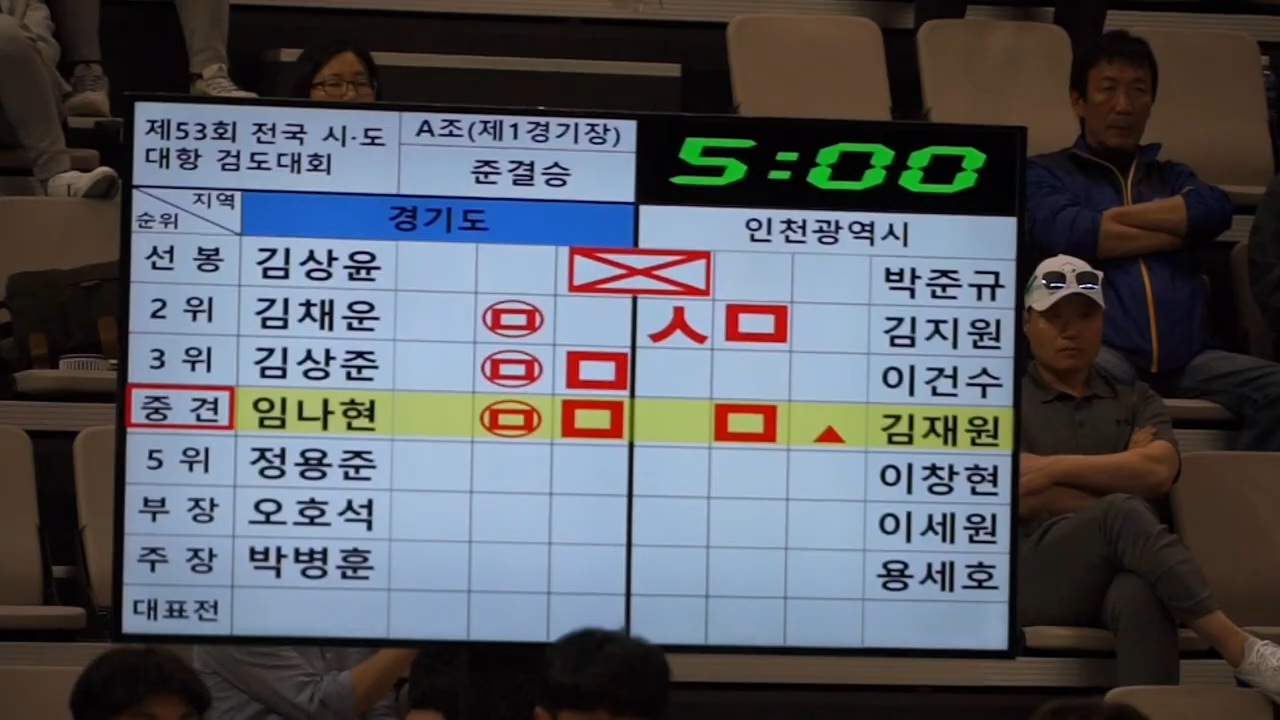 제53회 전국 시·도
대항 검도대회
A조(제1경기장)
준결승
5:00
지역
순위
경기도
인천광역시
선 봉 김상윤 박준규
2 위 김채운 ㅁ ㅅ ㅁ 김지원
3 위 김상준 ㅁ ㅁ 이건수
중 견 임나현 ㅁ ㅁ ㅁ ▲ 김재원
5 위 정용준 이창현
부 장 오호석 이세원
주 장 박병훈 용세호
대표전